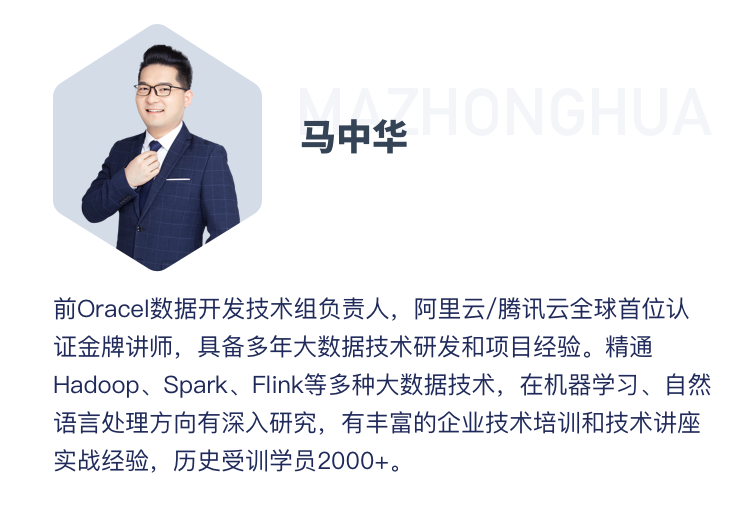 MAZHONGHUA
马中华
前Oracel数据开发技术组负责人，阿里云/腾讯云全球首位认
证金牌讲师，具备多年大数据技术研发和项目经验。精通
Hadoop、Spark、Flink等多种大数据技术，在机器学习、自然
语言处理方向有深入研究，有丰富的企业技术培训和技术讲座
实战经验，历史受训学员2000+。